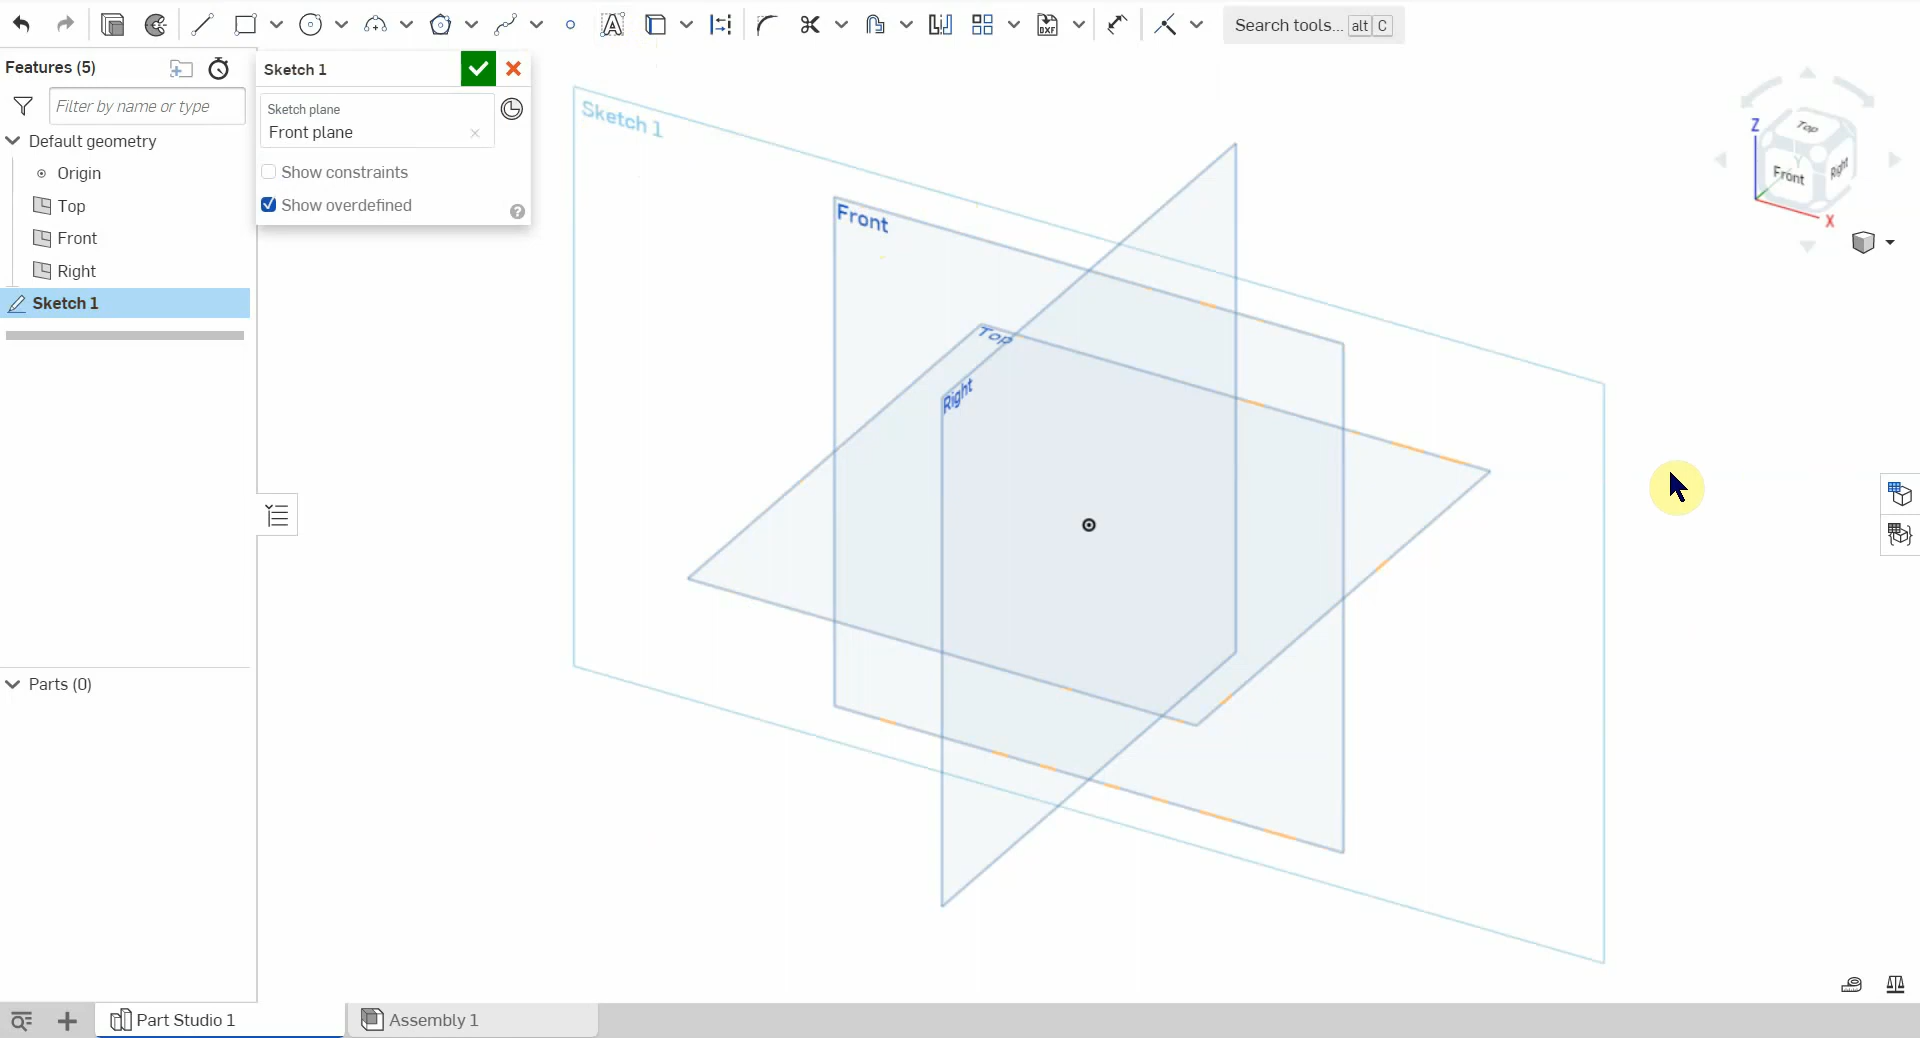 Search tools... alt C
Features (5)
Filter by name or type
Default geometry
Origin
Top
Front
Right
Sketch 1
Parts (0)
Sketch 1
Sketch plane
Front plane
Show constraints
Show overdefined
Sketch 1
Front
Top
Right
Z
Top
Y
Front
Right
X
Part Studio 1
Assembly 1